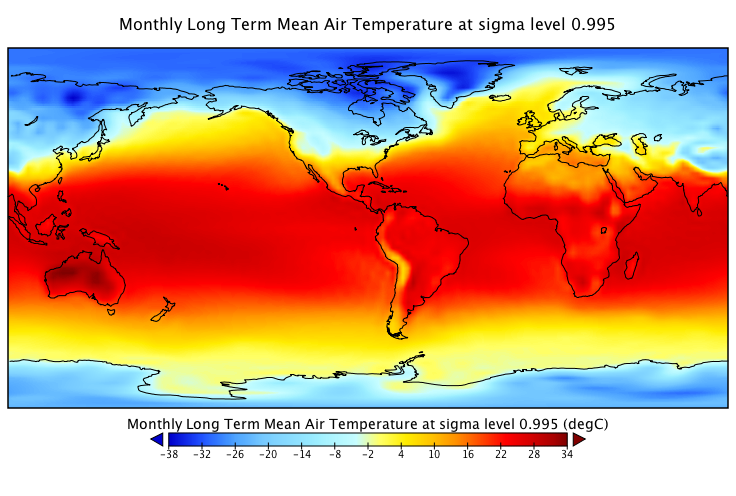 Monthly Long Term Mean Air Temperature at sigma level 0.995
Monthly Long Term Mean Air Temperature at sigma level 0.995 (degC)
-38 -32 -26 -20 -14 -8 -2 4 10 16 22 28 34